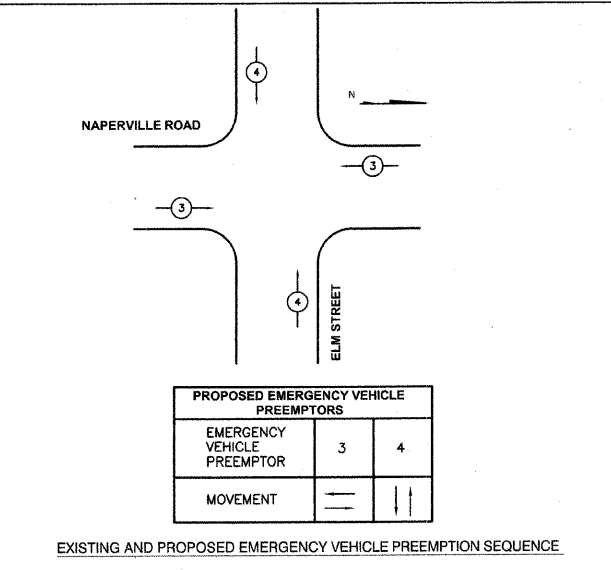 4
N
NAPERVILLE ROAD
3
3
4
ELM STREET
PROPOSED EMERGENCY VEHICLE
PREEMPTORS
EMERGENCY
VEHICLE
PREEMPTOR
3
4
MOVEMENT
EXISTING AND PROPOSED EMERGENCY VEHICLE PREEMPTION SEQUENCE